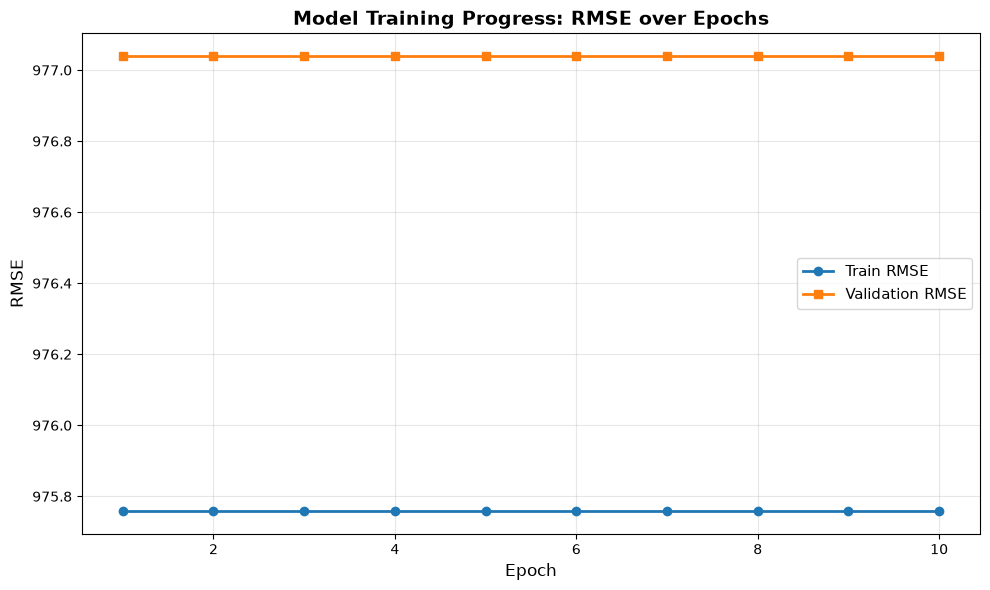 Model Training Progress: RMSE over Epochs
977.0
976.8
976.6
976.4
976.2
976.0
975.8
RMSE
Train RMSE
Validation RMSE
2 4 6 8 10
Epoch